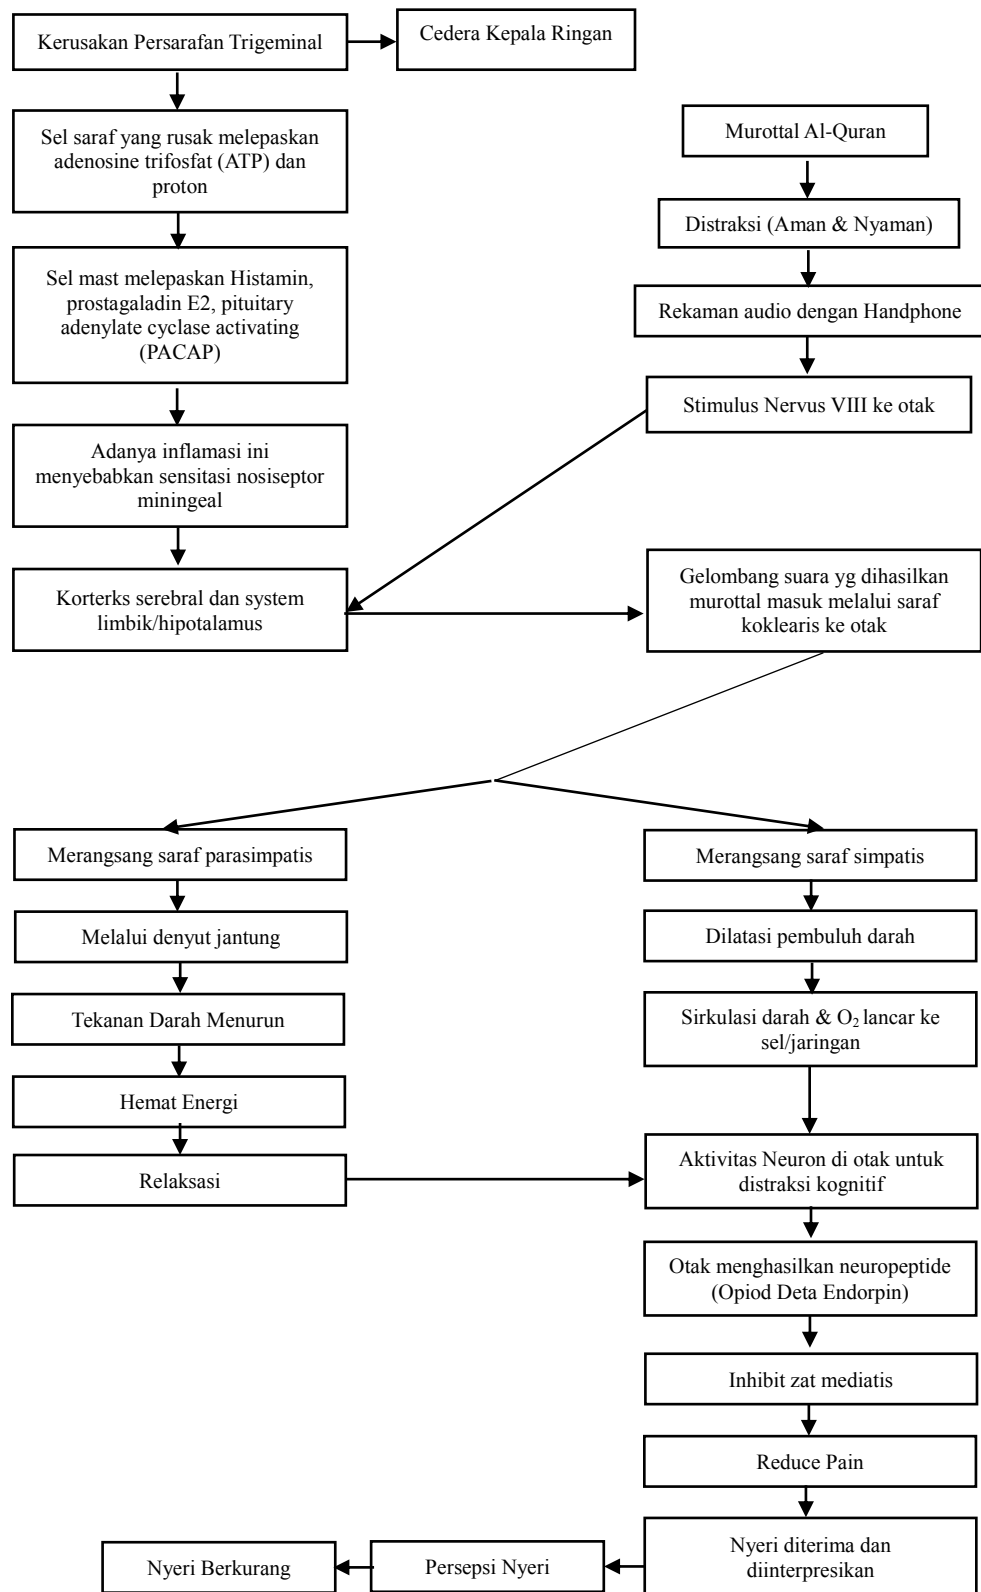 Kerusakan Persarafan Trigeminal
Cedera Kepala Ringan
Sel saraf yang rusak melepaskan
adenosine trifosfat (ATP) dan
proton
Sel mast melepaskan Histamin,
prostagaladin E2, pituitary
adenylate cyclase activating
(PACAP)
Adanya inflamasi ini
menyebabkan sensitasi nosiseptor
miningeal
Korterks serebral dan system
limbik/hipotalamus
Murottal Al-Quran
Distraksi (Aman & Nyaman)
Rekaman audio dengan Handphone
Stimulus Nervus VIII ke otak
Gelombang suara yg dihasilkan
murottal masuk melalui saraf
koklearis ke otak
Merangsang saraf parasimpatis
Melalui denyut jantung
Tekanan Darah Menurun
Hemat Energi
Relaksasi
Merangsang saraf simpatis
Dilatasi pembuluh darah
Sirkulasi darah & O₂ lancar ke
sel/jaringan
Aktivitas Neuron di otak untuk
distraksi kognitif
Otak menghasilkan neuropeptide
(Opiod Deta Endorpin)
Inhibit zat mediatis
Reduce Pain
Nyeri diterima dan
diinterpresikan
Persepsi Nyeri
Nyeri Berkurang